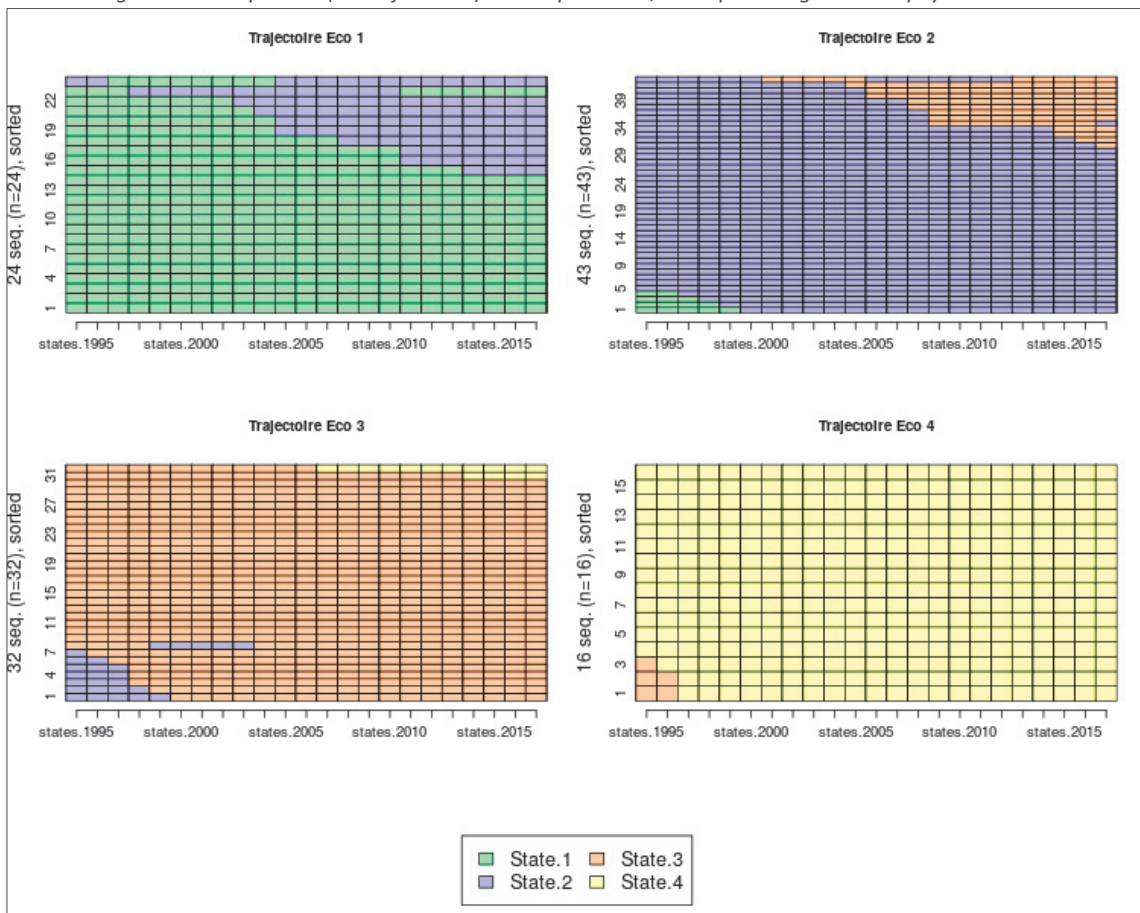 Trajectoire Eco 1
24 seq. (n=24), sorted
1 4 7 10 13 16 19 22
states.1995 states.2000 states.2005 states.2010 states.2015
Trajectoire Eco 2
43 seq. (n=43), sorted
1 5 9 14 19 24 29 34 39
states.1995 states.2000 states.2005 states.2010 states.2015
Trajectoire Eco 3
32 seq. (n=32), sorted
1 4 7 11 15 19 23 27 31
states.1995 states.2000 states.2005 states.2010 states.2015
Trajectoire Eco 4
16 seq. (n=16), sorted
1 3 5 7 9 11 13 15
states.1995 states.2000 states.2005 states.2010 states.2015
State.1 State.3
State.2 State.4